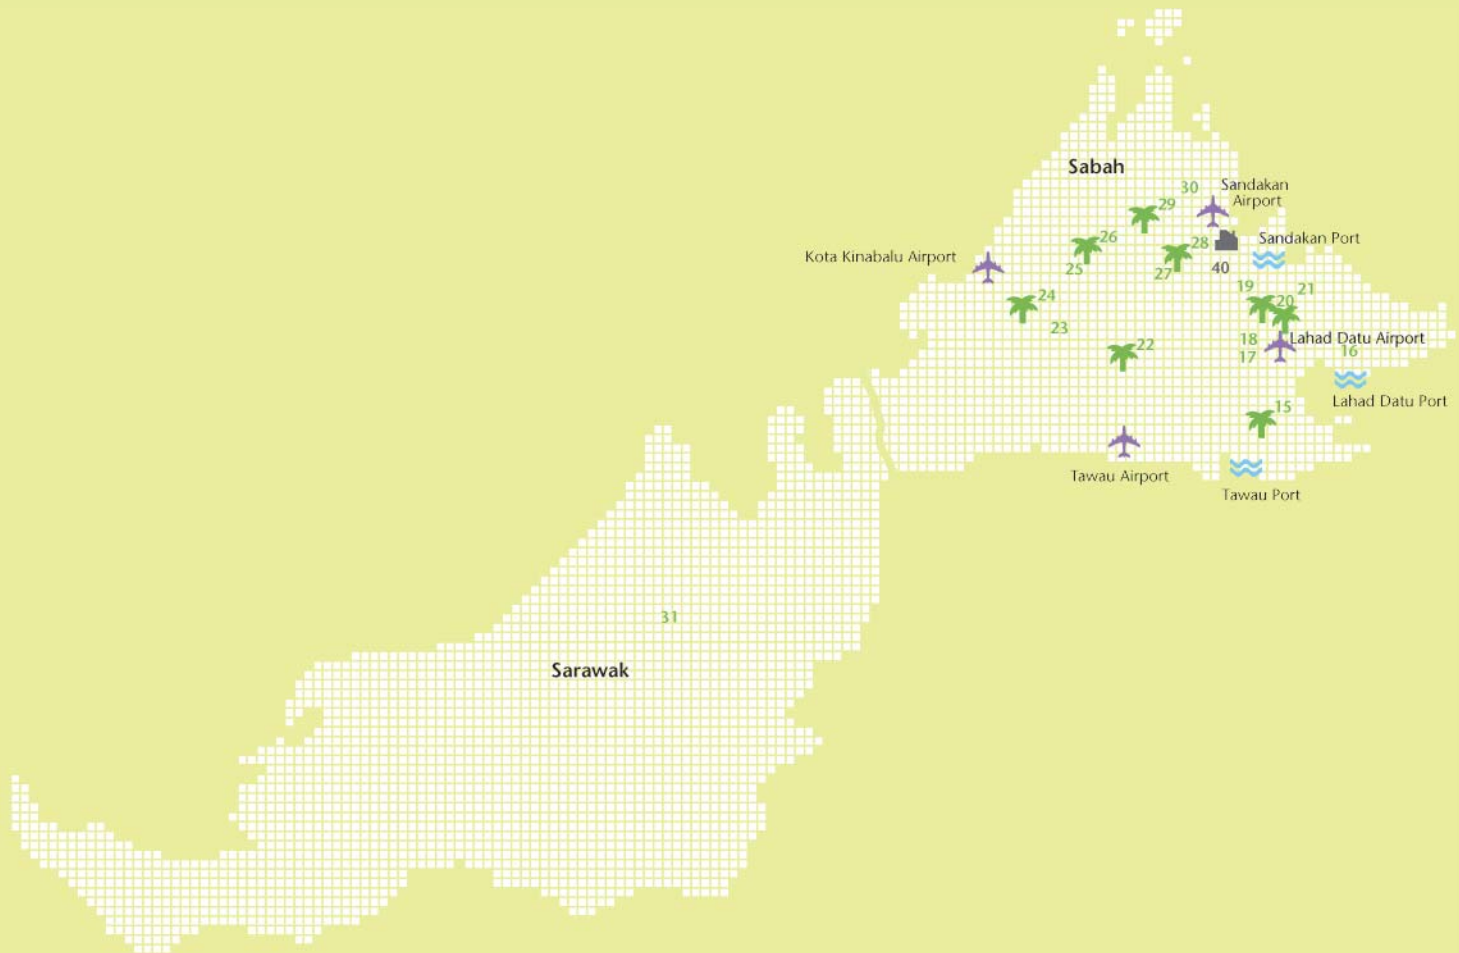 Sabah
30
Sandakan
Airport
29
26
28
Sandakan Port
Kota Kinabalu Airport
25
27
40
24
19
21
20
23
18
Lahad Datu Airport
22
17
16
Lahad Datu Port
15
Tawau Airport
Tawau Port
31
Sarawak